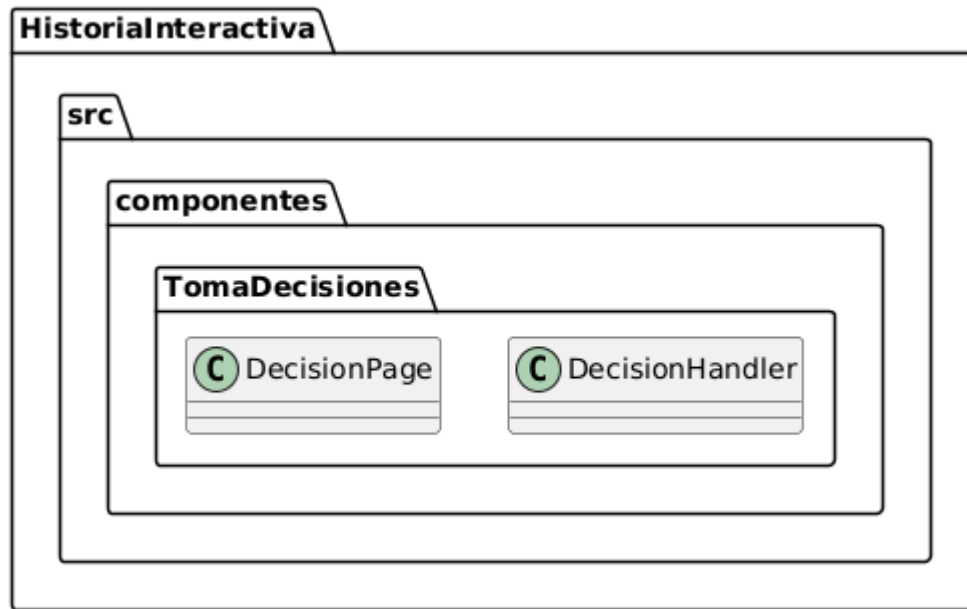 HistoriaInteractiva
src
componentes
TomaDecisiones
C DecisionPage
C DecisionHandler